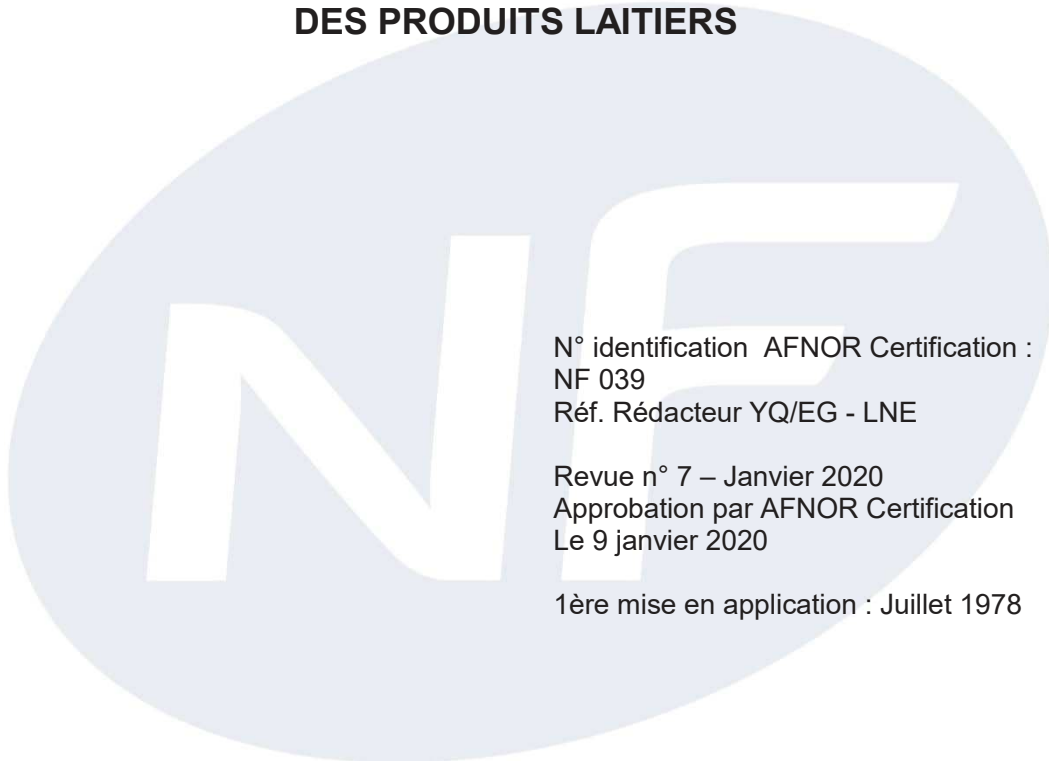 DES PRODUITS LAITIERS
NF
N° identification AFNOR Certification :
NF 039
Réf. Rédacteur YQ/EG - LNE
Revue n° 7 – Janvier 2020
Approbation par AFNOR Certification
Le 9 janvier 2020
1ère mise en application : Juillet 1978